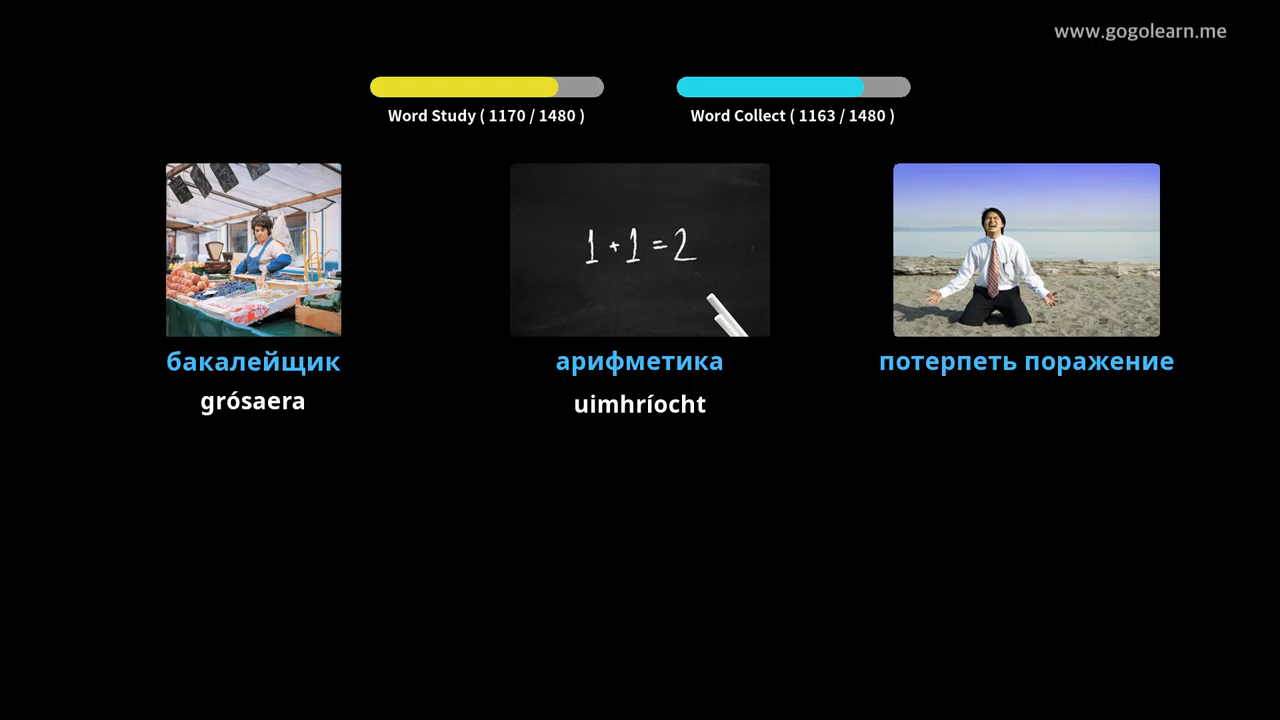 www.gogolearn.me
Word Study ( 1170 / 1480 )
Word Collect ( 1163 / 1480 )
1 + 1 = 2
бакалейщик
арифметика
потерпеть поражение
grósaera
uimhríocht